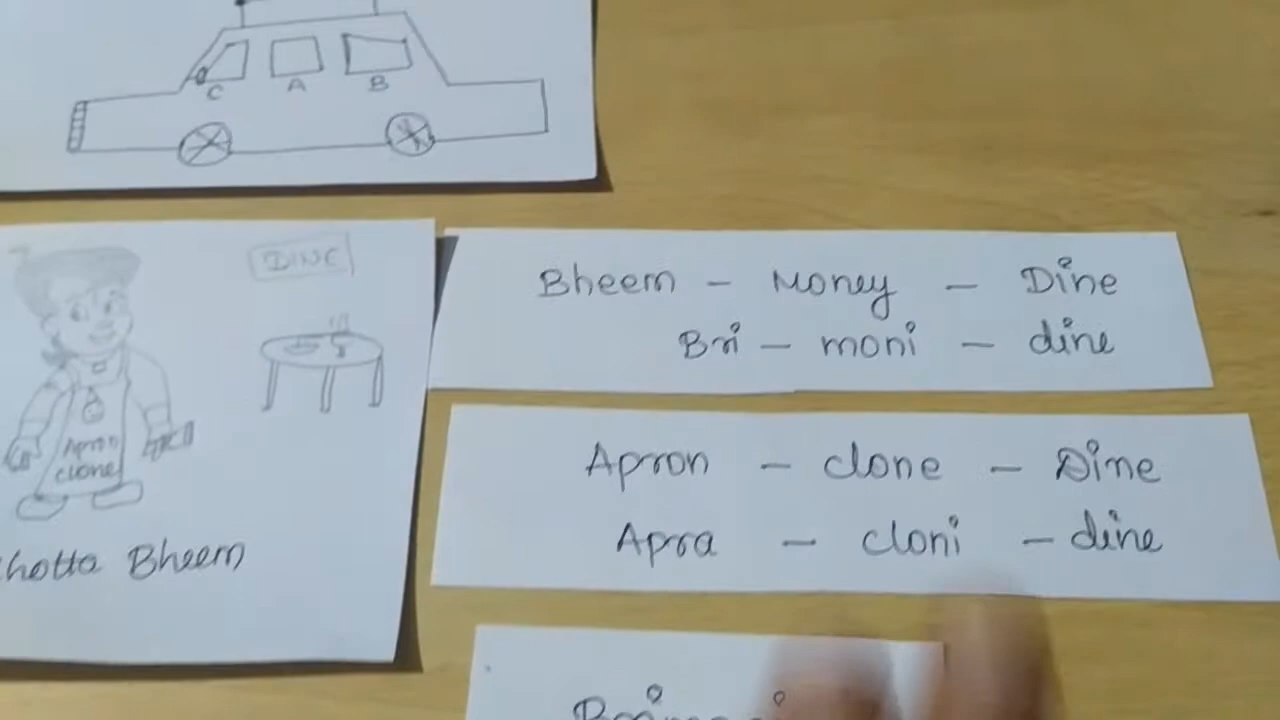 C A B
DINE
Apron
clone
Chotta Bheem
Bheem - Money - Dine
Bri - moni - dine
Apron - clone - Dine
Apra - cloni - dine